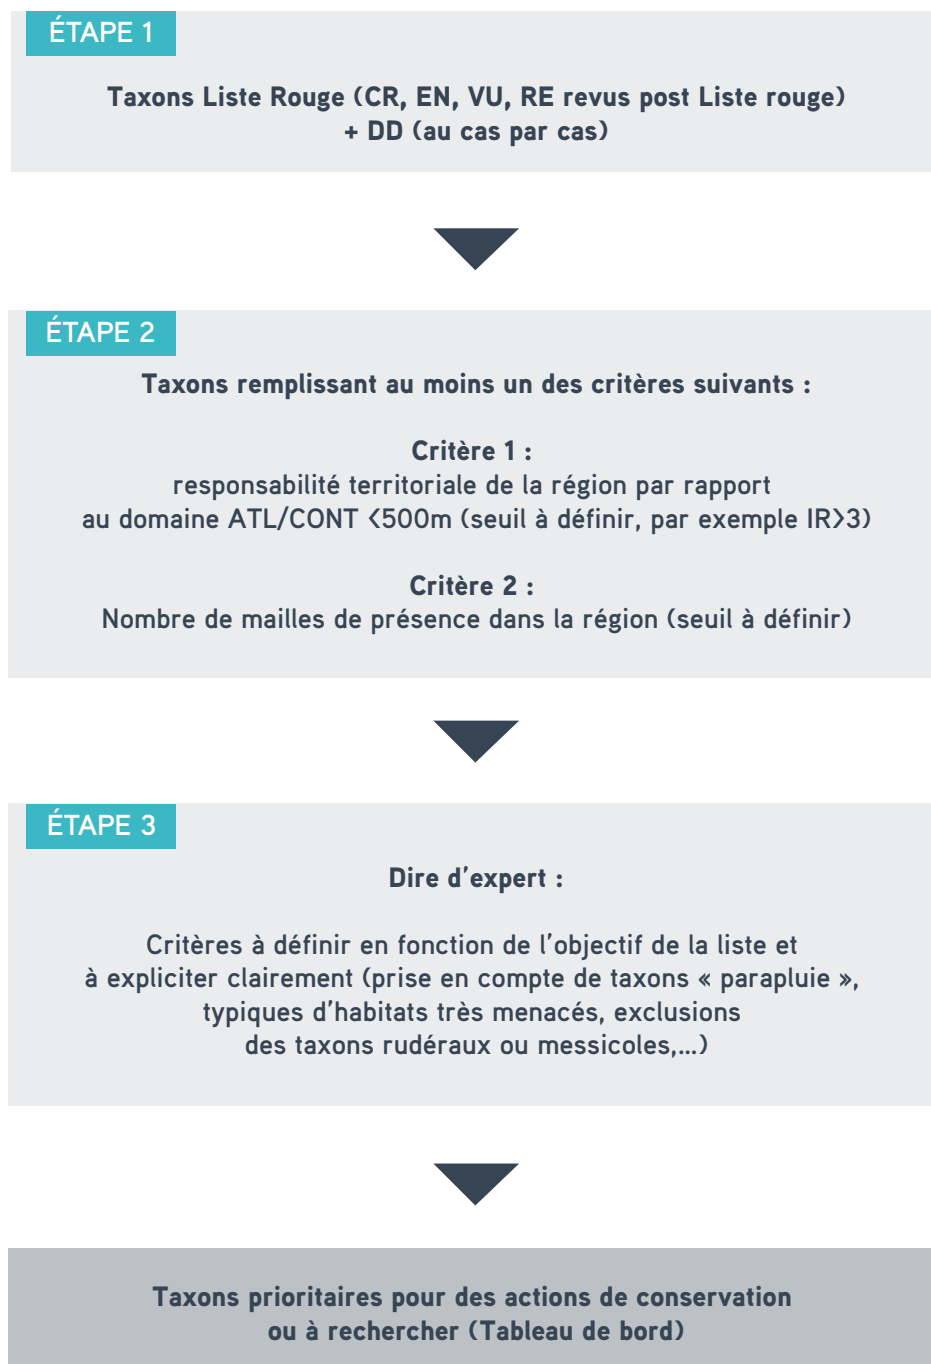 ÉTAPE 1
Taxons Liste Rouge (CR, EN, VU, RE revus post Liste rouge)
+ DD (au cas par cas)
ÉTAPE 2
Taxons remplissant au moins un des critères suivants :
Critère 1 :
responsabilité territoriale de la région par rapport
au domaine ATL/CONT <500m (seuil à définir, par exemple IR>3)
Critère 2 :
Nombre de mailles de présence dans la région (seuil à définir)
ÉTAPE 3
Dire d’expert :
Critères à définir en fonction de l’objectif de la liste et
à expliciter clairement (prise en compte de taxons « parapluie »,
typiques d’habitats très menacés, exclusions
des taxons rudéraux ou messicoles,...)
Taxons prioritaires pour des actions de conservation
ou à rechercher (Tableau de bord)